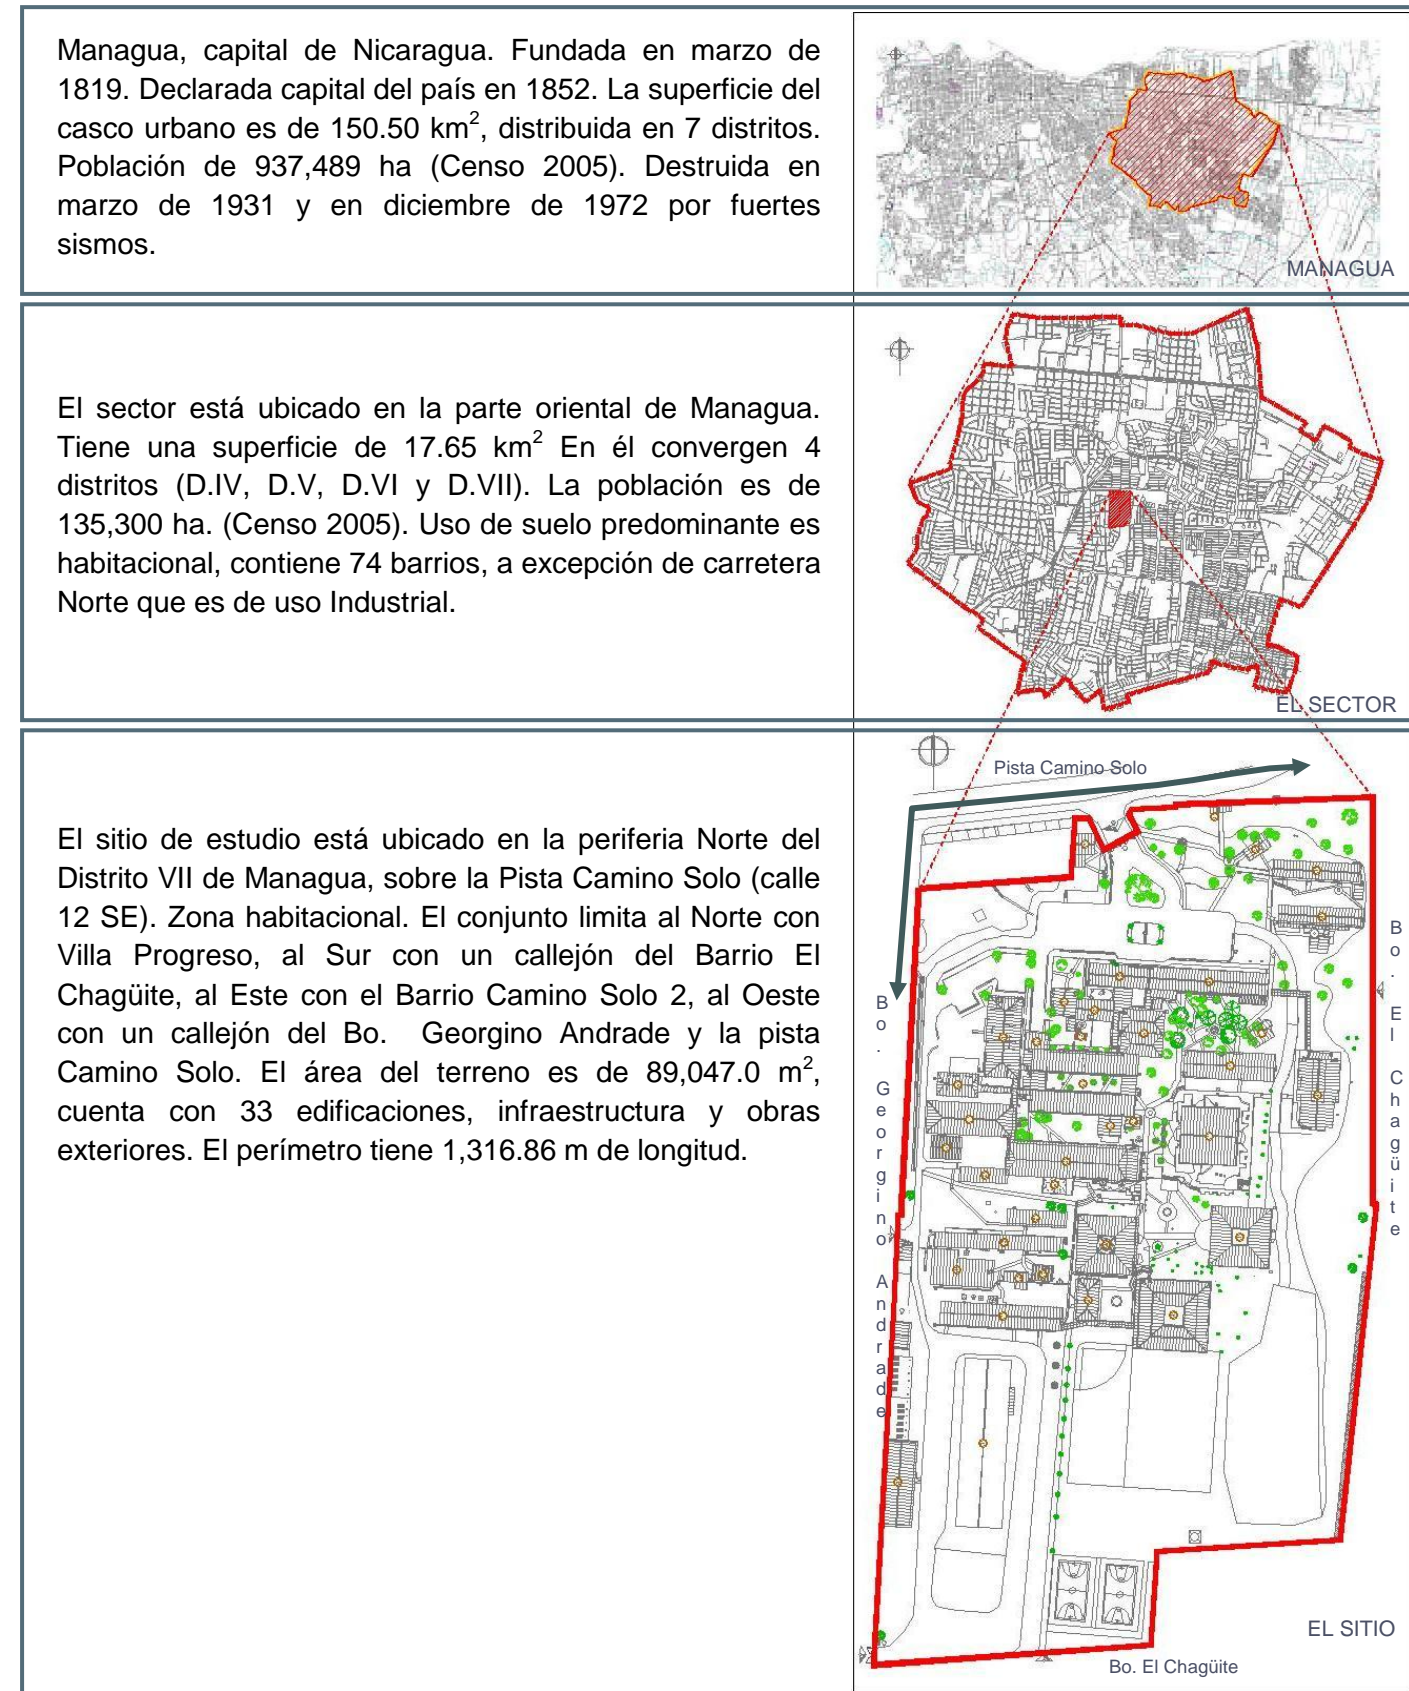 Managua, capital de Nicaragua. Fundada en marzo de
1819. Declarada capital del país en 1852. La superficie del
casco urbano es de 150.50 km², distribuida en 7 distritos.
Población de 937,489 ha (Censo 2005). Destruida en
marzo de 1931 y en diciembre de 1972 por fuertes
sismos.
MANAGUA
El sector está ubicado en la parte oriental de Managua.
Tiene una superficie de 17.65 km² En él convergen 4
distritos (D.IV, D.V, D.VI y D.VII). La población es de
135,300 ha. (Censo 2005). Uso de suelo predominante es
habitacional, contiene 74 barrios, a excepción de carretera
Norte que es de uso Industrial.
EL SECTOR
El sitio de estudio está ubicado en la periferia Norte del
Distrito VII de Managua, sobre la Pista Camino Solo (calle
12 SE). Zona habitacional. El conjunto limita al Norte con
Villa Progreso, al Sur con un callejón del Barrio El
Chagüite, al Este con el Barrio Camino Solo 2, al Oeste
con un callejón del Bo. Georgino Andrade y la pista
Camino Solo. El área del terreno es de 89,047.0 m²,
cuenta con 33 edificaciones, infraestructura y obras
exteriores. El perímetro tiene 1,316.86 m de longitud.
Pista Camino Solo
Bo. Georgino Andrade
Bo. El Chagüite
EL SITIO
Bo. El Chagüite